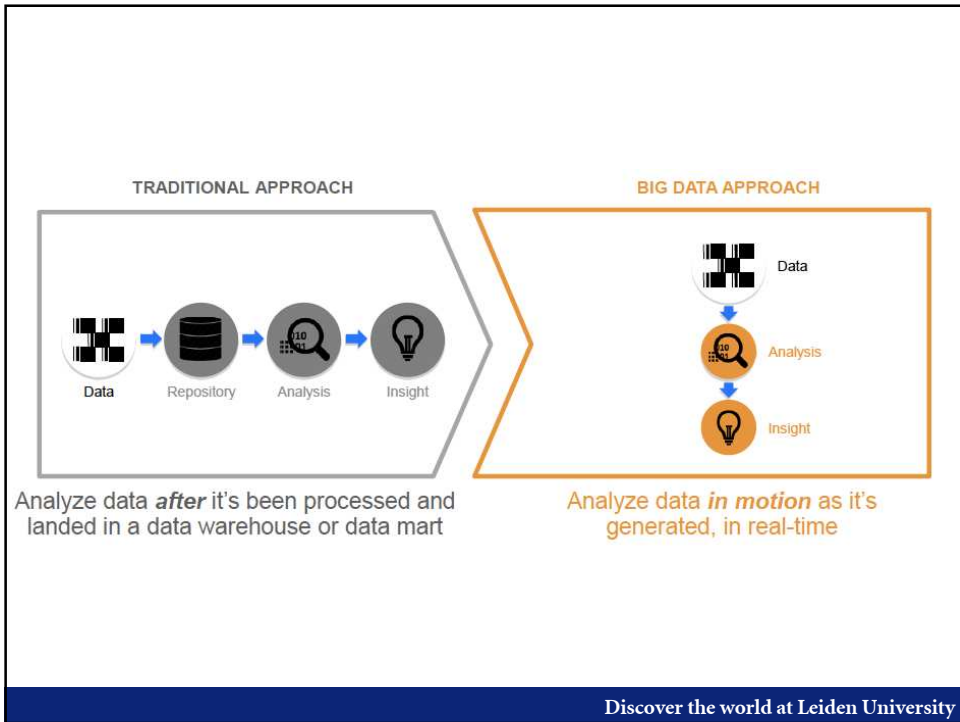 TRADITIONAL APPROACH
Data
Repository
Analysis
Insight
Analyze data after it's been processed and
landed in a data warehouse or data mart
BIG DATA APPROACH
Data
Analysis
Insight
Analyze data in motion as it's
generated, in real-time
Discover the world at Leiden University